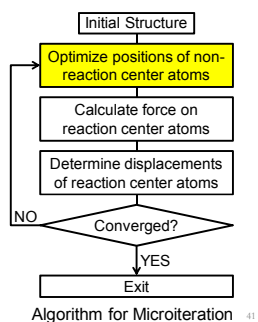 Initial Structure
Optimize positions of non-
reaction center atoms
Calculate force on
reaction center atoms
Determine displacements
of reaction center atoms
NO
Converged?
YES
Exit
Algorithm for Microiteration
41